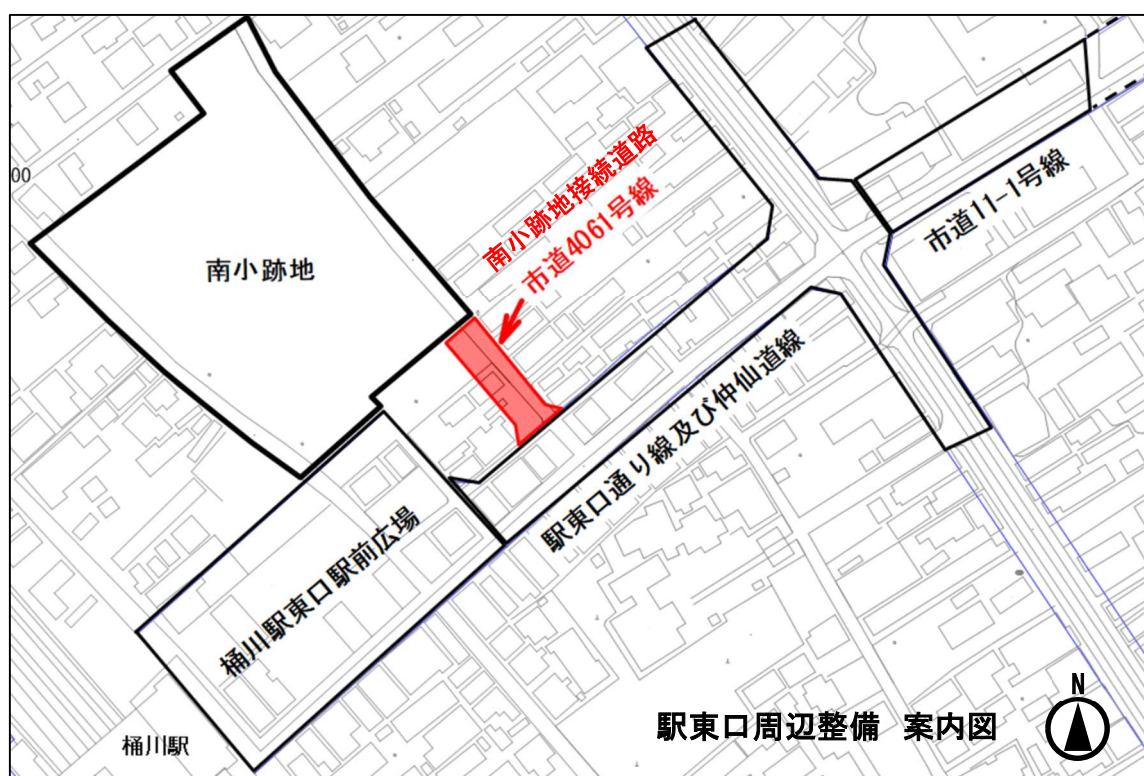 00
南小跡地
南小跡地接続道路
市道4061号線
市道11-1号線
駅東口通り線及び仲仙道線
桶川駅東口駅前広場
桶川駅
駅東口周辺整備 案内図
N